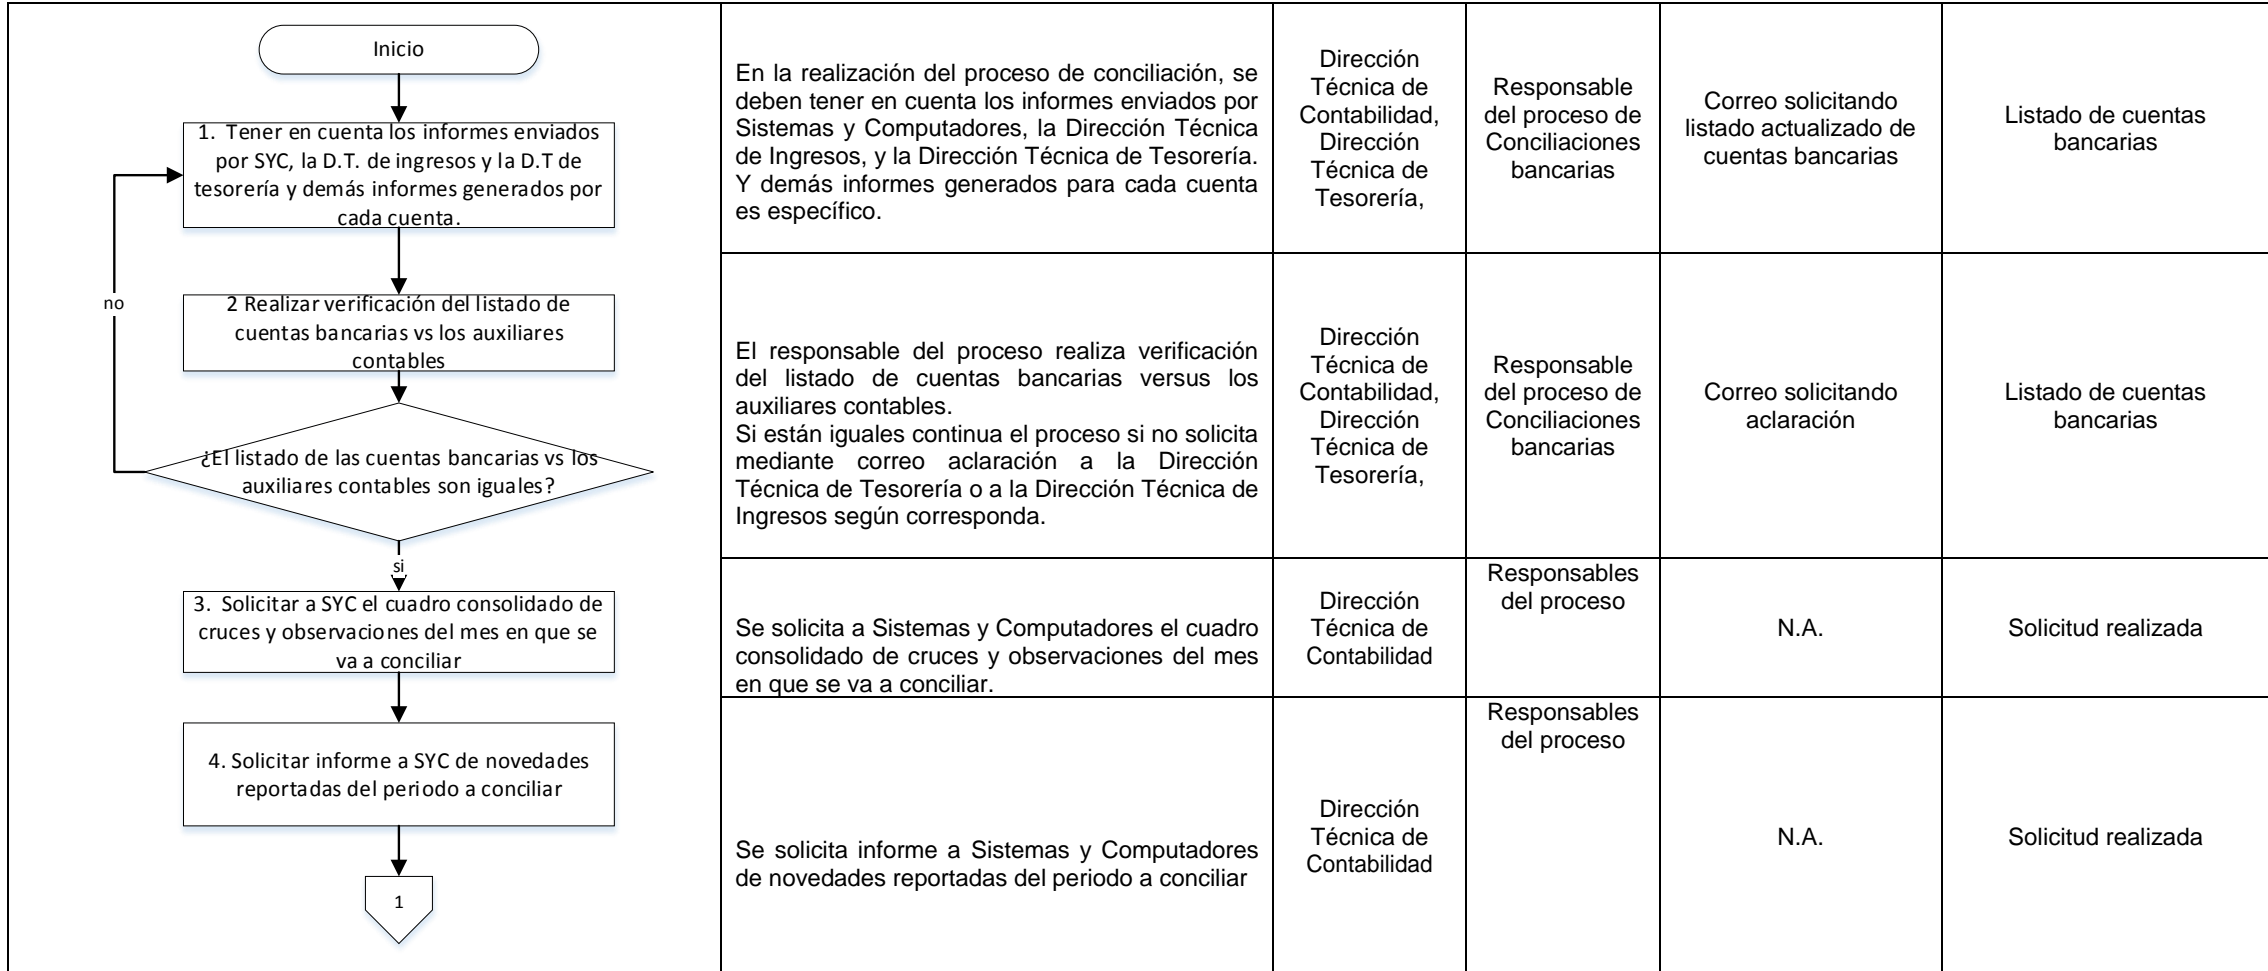 Inicio
1. Tener en cuenta los informes enviados
por SYC, la D.T. de ingresos y la D.T de
tesorería y demás informes generados por
cada cuenta.
no
2 Realizar verificación del listado de
cuentas bancarias vs los auxiliares
contables
¿El listado de las cuentas bancarias vs los
auxiliares contables son iguales?
si
3. Solicitar a SYC el cuadro consolidado de
cruces y observaciones del mes en que se
va a conciliar
4. Solicitar informe a SYC de novedades
reportadas del periodo a conciliar
1
En la realización del proceso de conciliación, se
deben tener en cuenta los informes enviados por
Sistemas y Computadores, la Dirección Técnica
de Ingresos, y la Dirección Técnica de Tesorería.
Y demás informes generados para cada cuenta
es específico.
Dirección
Técnica de
Contabilidad,
Dirección
Técnica de
Tesorería,
Responsable
del proceso de
Conciliaciones
bancarias
Correo solicitando
listado actualizado de
cuentas bancarias
Listado de cuentas
bancarias
El responsable del proceso realiza verificación
del listado de cuentas bancarias versus los
auxiliares contables.
Si están iguales continua el proceso si no solicita
mediante correo aclaración a la Dirección
Técnica de Tesorería o a la Dirección Técnica de
Ingresos según corresponda.
Dirección
Técnica de
Contabilidad,
Dirección
Técnica de
Tesorería,
Responsable
del proceso de
Conciliaciones
bancarias
Correo solicitando
aclaración
Listado de cuentas
bancarias
Se solicita a Sistemas y Computadores el cuadro
consolidado de cruces y observaciones del mes
en que se va a conciliar.
Dirección
Técnica de
Contabilidad
Responsables
del proceso
N.A.
Solicitud realizada
Se solicita informe a Sistemas y Computadores
de novedades reportadas del periodo a conciliar
Dirección
Técnica de
Contabilidad
Responsables
del proceso
N.A.
Solicitud realizada